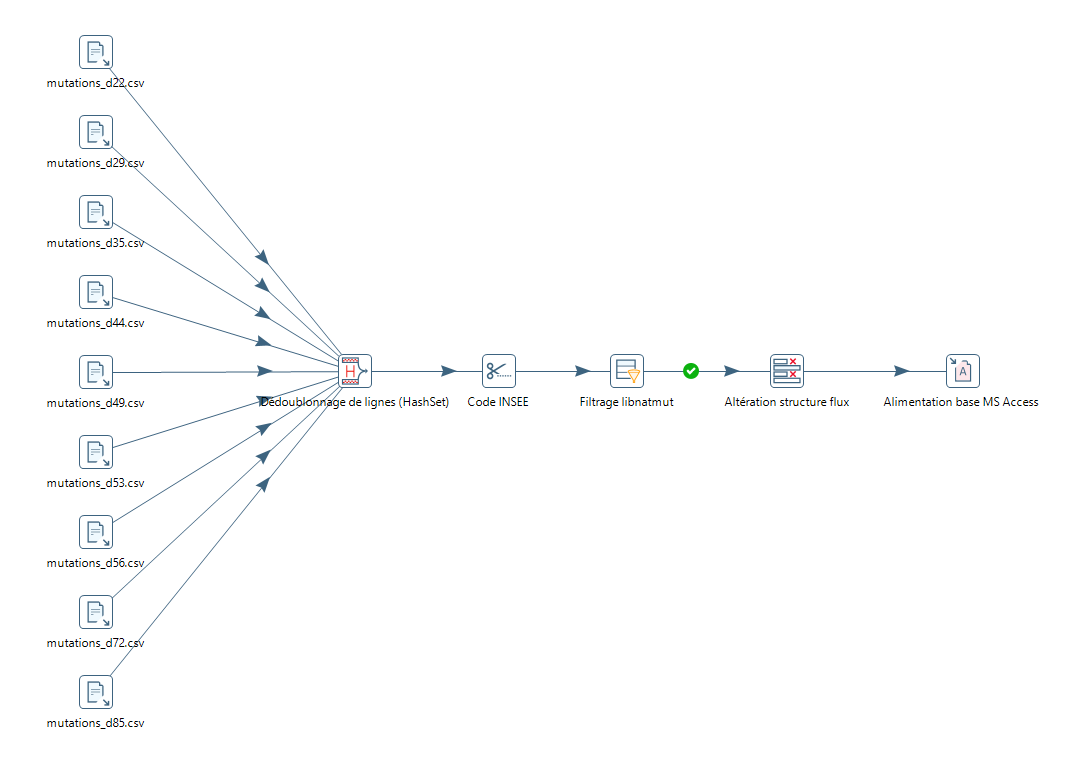 mutations_d22.csv
mutations_d29.csv
mutations_d35.csv
mutations_d44.csv
mutations_d49.csv
mutations_d53.csv
mutations_d56.csv
mutations_d72.csv
mutations_d85.csv
Dédoublonnage de lignes (HashSet)
Code INSEE
Filtrage libnatmut
Altération structure flux
Alimentation base MS Access